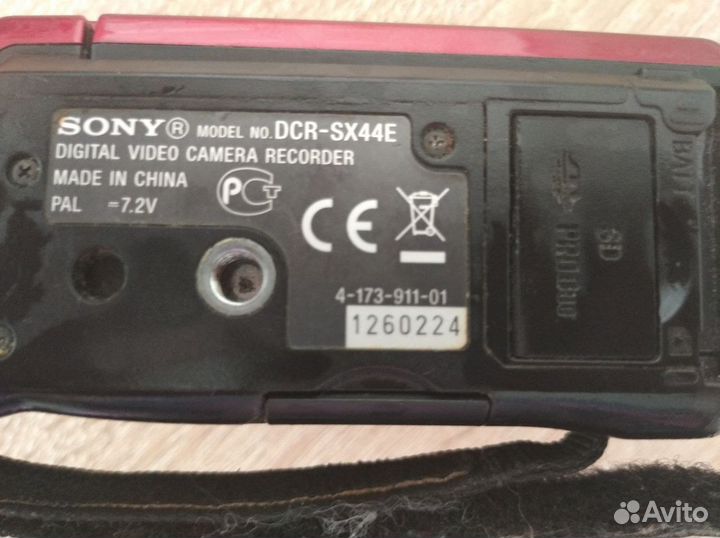 SONY® MODEL NO. DCR-SX44E
DIGITAL VIDEO CAMERA RECORDER
MADE IN CHINA
PAL ⎓7.2V
PCT
CE
4-173-911-01
1260224
BATT
SD
PRO Duo
Avito